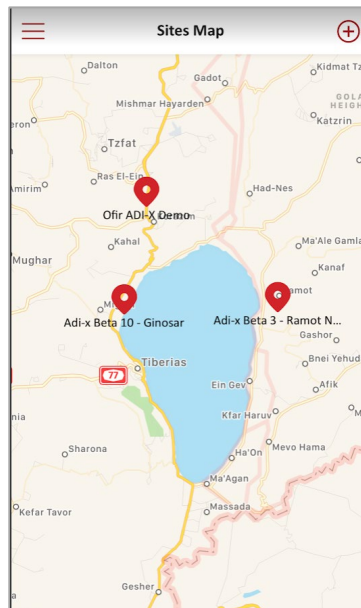 Sites Map
Dalton
Gadot
Kidmat Tz
GOLA
HEIGH
Mishmar Hayarden
Katzrin
eron
Tzfat
Ras El-Ein
Amirim
Had-Nes
Ofir ADI-X Demo
Kahal
Ma'Ale Gamla
Mughar
Kanaf
Ramot
Adi-x Beta 10 - Ginosar
Adi-x Beta 3 - Ramot N...
Gashor
Tiberias
Bnei Yehud
77
Ein Gev
Afik
Kfar Haruv
M
nia
Mevo Hama
Sharona
Ha'On
Ma'Agan
Massada
Kefar Tavor
Gesher
a